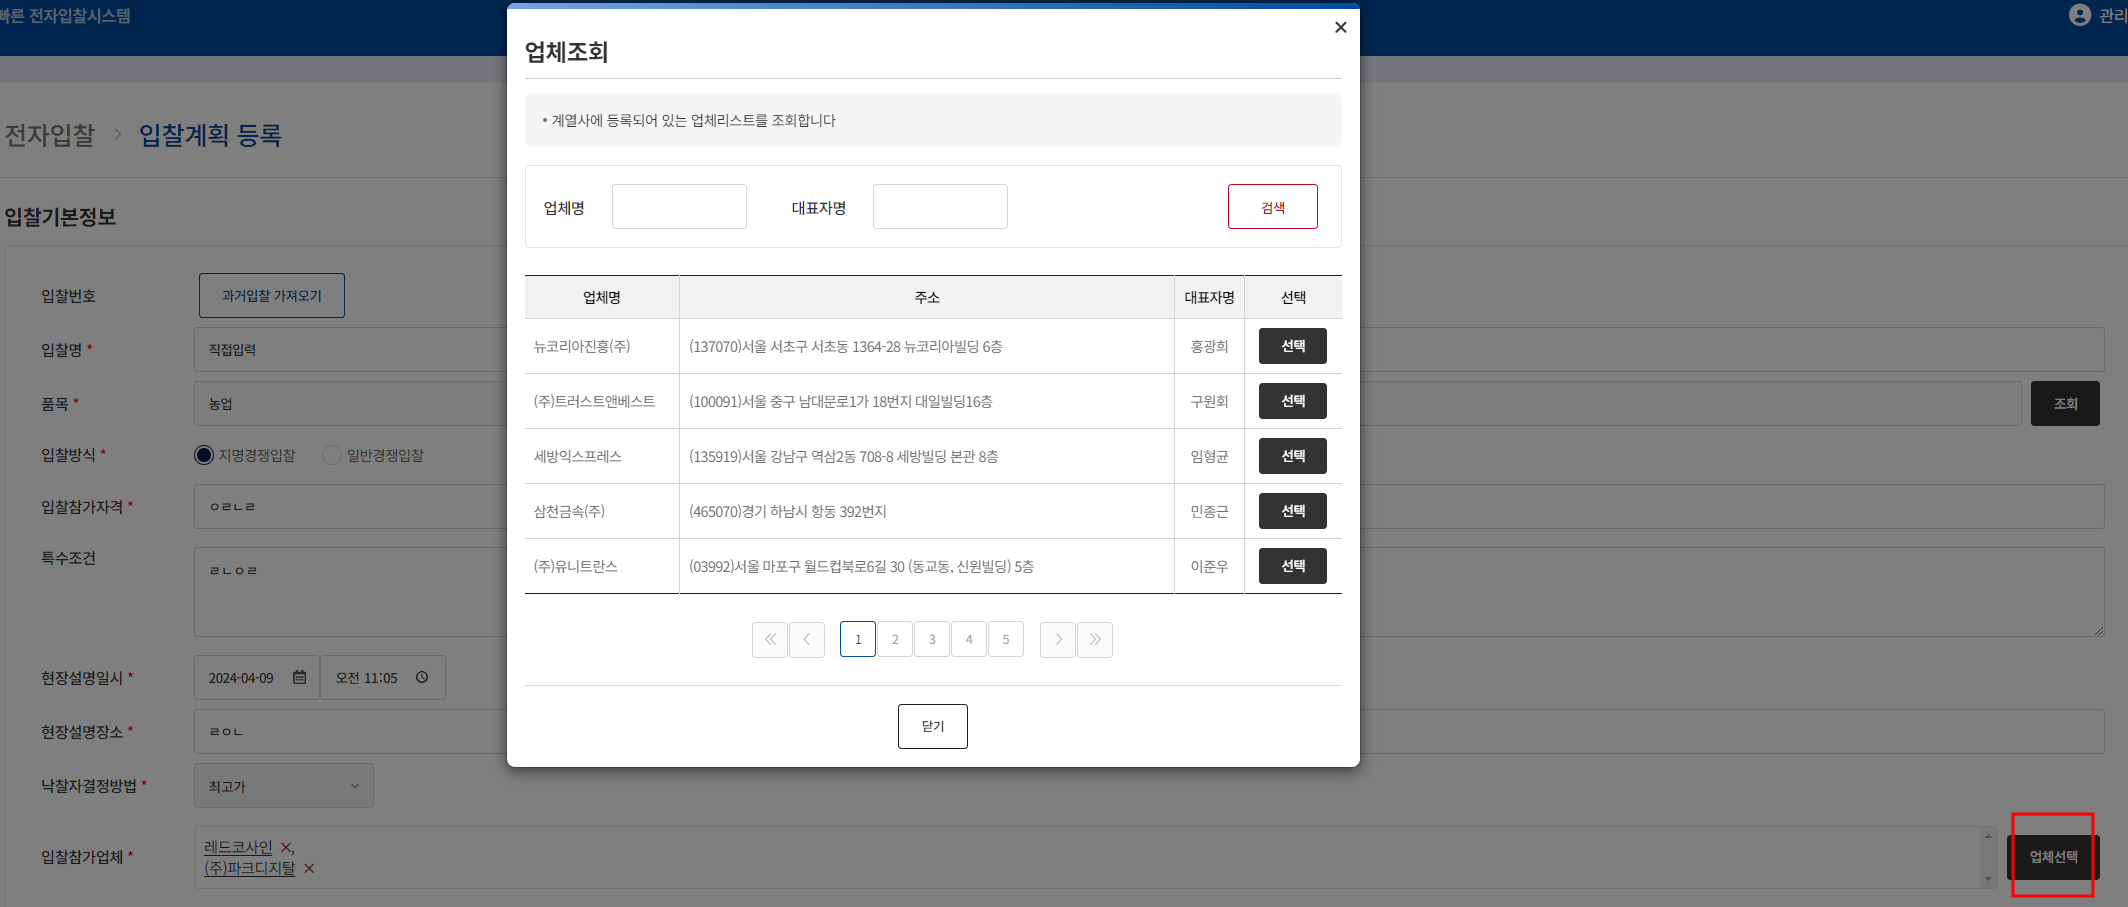 빠른 전자입찰시스템
관리
전자입찰 > 입찰계획 등록
입찰기본정보
입찰번호 과거입찰 가져오기
입찰명 * 직접입력
품목 * 농업 조회
입찰방식 * 지명경쟁입찰 일반경쟁입찰
입찰참가자격 * ㅇㄹㄴㄹ
특수조건 ㄹㄴㅇㄹ
현장설명일시 * 2024-04-09 오전 11:05
현장설명장소 * ㄹㅇㄴ
낙찰자결정방법 * 최고가
입찰참가업체 * 레드코사인 ×,
(주)파크디지탈 ×
업체선택
업체조회
• 계열사에 등록되어 있는 업체리스트를 조회합니다
업체명 대표자명 검색
업체명 주소 대표자명 선택
뉴코리아진흥(주) (137070)서울 서초구 서초동 1364-28 뉴코리아빌딩 6층 홍광희 선택
(주)트러스트앤베스트 (100091)서울 중구 남대문로1가 18번지 대일빌딩16층 구원회 선택
세방익스프레스 (135919)서울 강남구 역삼2동 708-8 세방빌딩 본관 8층 임형균 선택
삼천금속(주) (465070)경기 하남시 항동 392번지 민종근 선택
(주)유니트란스 (03992)서울 마포구 월드컵북로6길 30 (동교동, 신원빌딩) 5층 이준우 선택
1 2 3 4 5
닫기